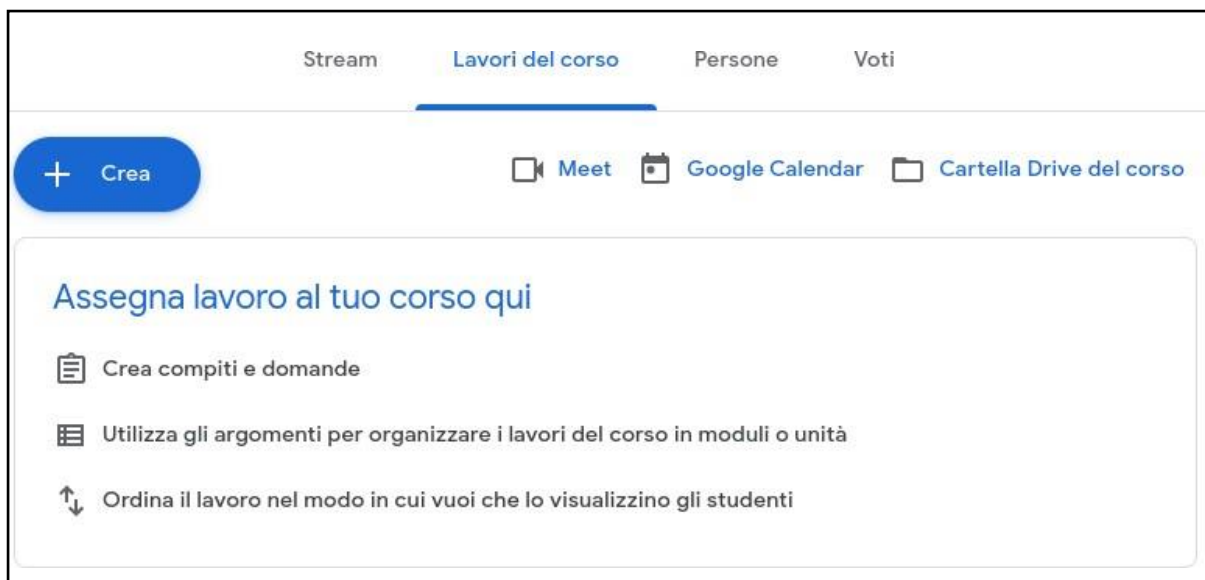 Stream Lavori del corso Persone Voti
Crea Meet Google Calendar Cartella Drive del corso
Assegna lavoro al tuo corso qui
Crea compiti e domande
Utilizza gli argomenti per organizzare i lavori del corso in moduli o unità
Ordina il lavoro nel modo in cui vuoi che lo visualizzino gli studenti